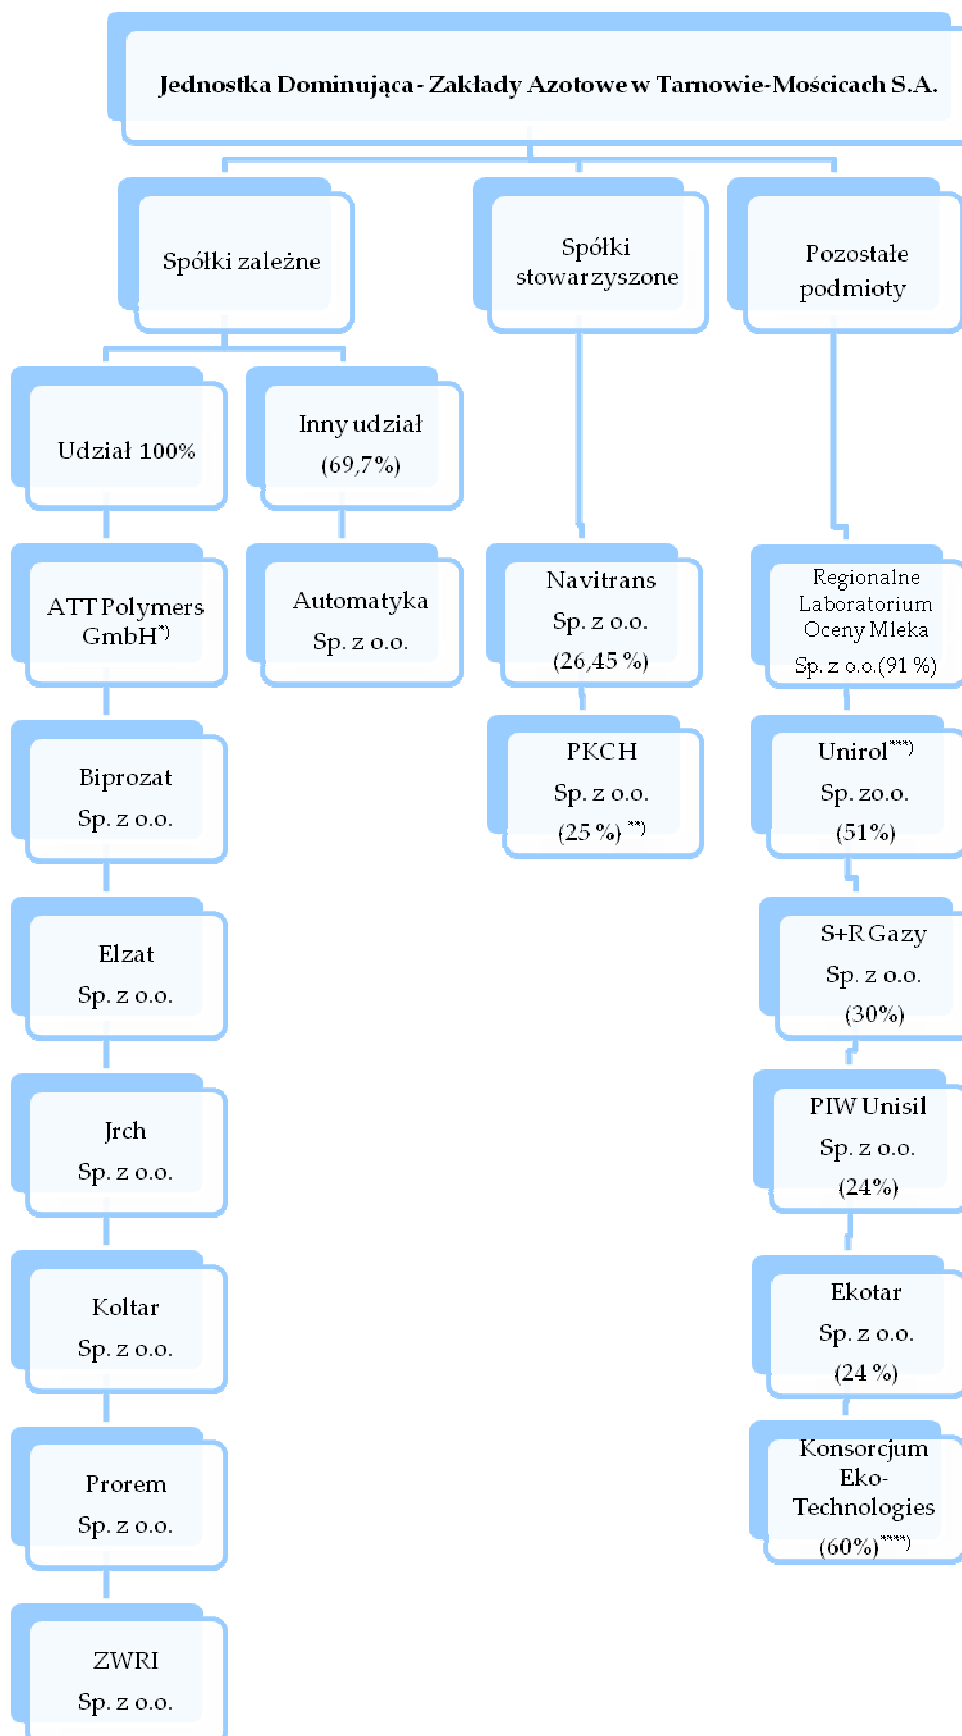 Jednostka Dominująca - Zakłady Azotowe w Tarnowie-Mościcach S.A.
Spółki zależne
Spółki
stowarzyszone
Pozostałe
podmioty
Udział 100%
Inny udział
(69,7%)
ATT Polymers
GmbH*)
Automatyka
Sp. z o.o.
Navitrans
Sp. z o.o.
(26,45 %)
Regionalne
Laboratorium
Oceny Mleka
Sp. z o.o.(91 %)
Biprozat
Sp. z o.o.
PKCH
Sp. z o.o.
(25 %) **)
Unirol***)
Sp. zo.o.
(51%)
Elzat
Sp. z o.o.
S+R Gazy
Sp. z o.o.
(30%)
Jrch
Sp. z o.o.
PIW Unisil
Sp. z o.o.
(24%)
Koltar
Sp. z o.o.
Ekotar
Sp. z o.o.
(24 %)
Prorem
Sp. z o.o.
Konsorcjum
Eko-
Technologies
(60%)****)
ZWRI
Sp. z o.o.